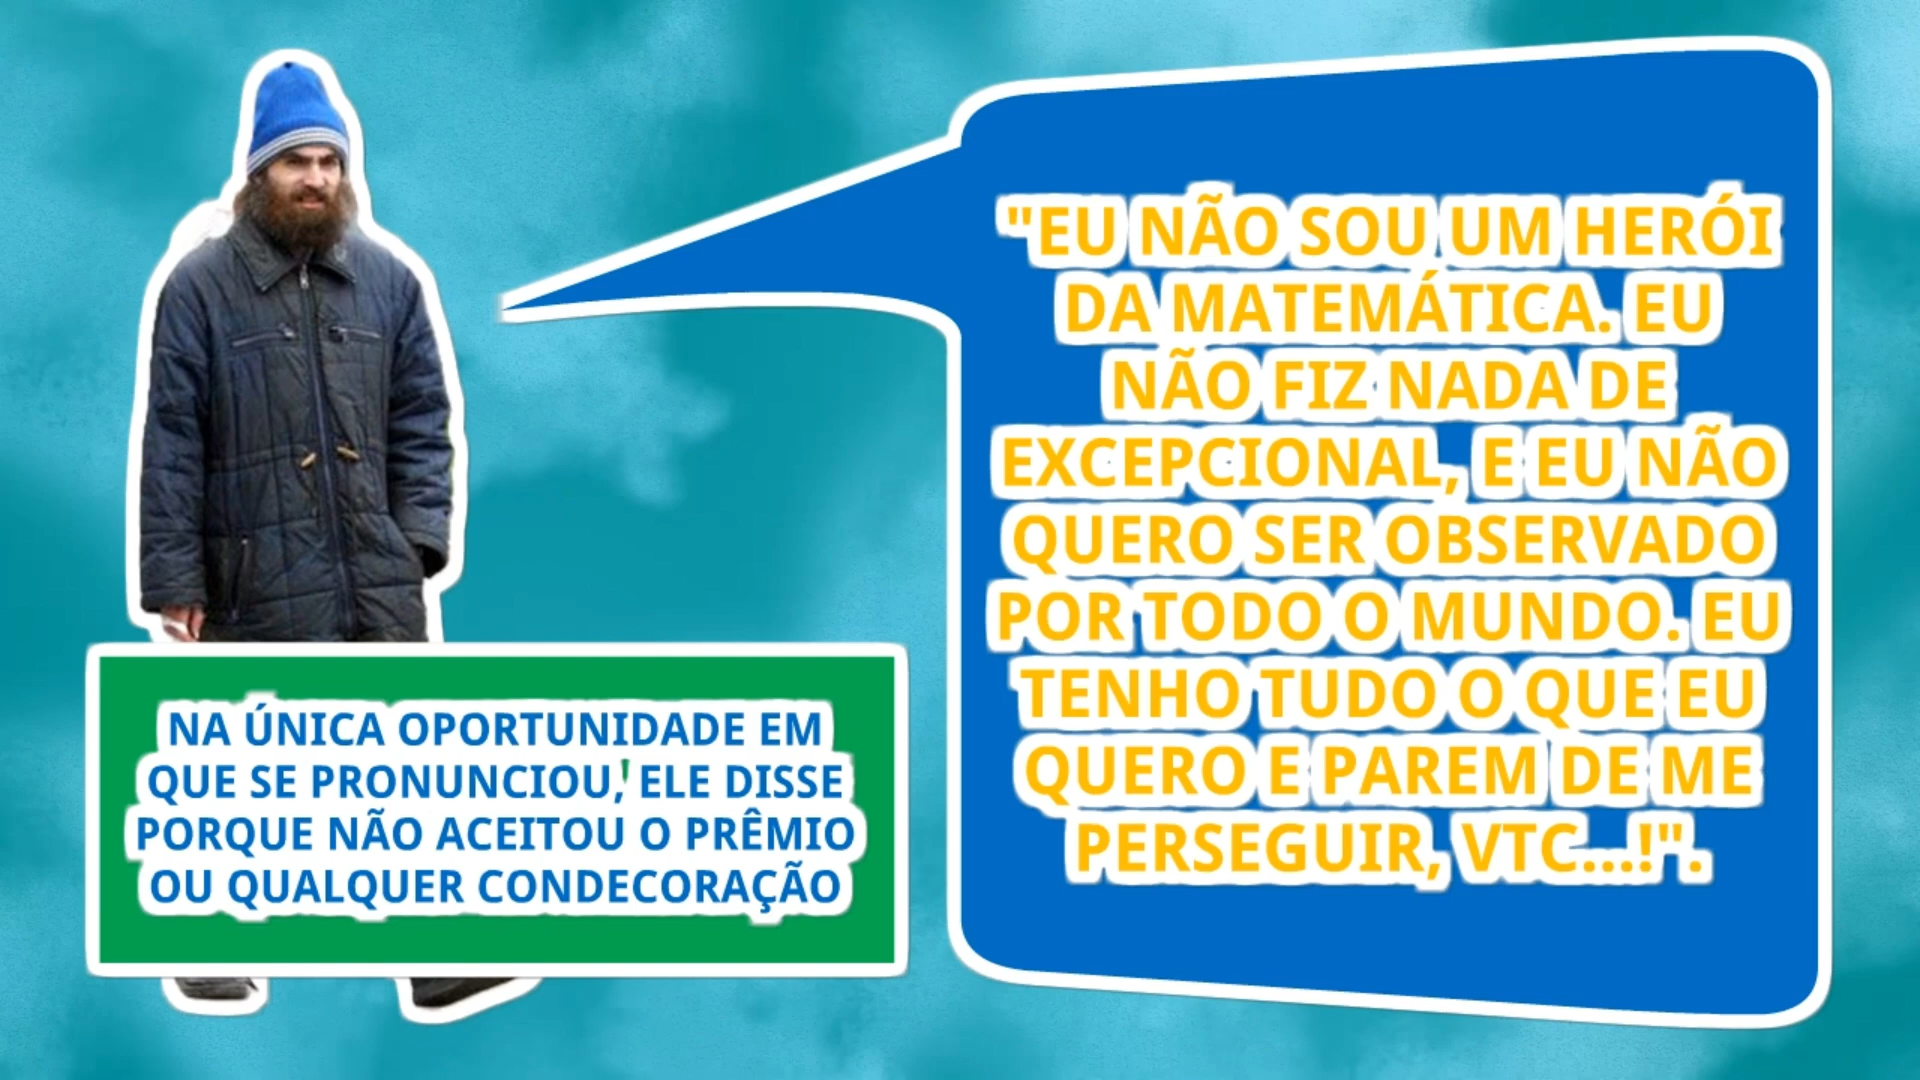 "EU NÃO SOU UM HERÓI
DA MATEMÁTICA. EU
NÃO FIZ NADA DE
EXCEPCIONAL, E EU NÃO
QUERO SER OBSERVADO
POR TODO O MUNDO. EU
TENHO TUDO O QUE EU
QUERO E PAREM DE ME
PERSEGUIR, VTC...!".
NA ÚNICA OPORTUNIDADE EM
QUE SE PRONUNCIOU, ELE DISSE
PORQUE NÃO ACEITOU O PRÊMIO
OU QUALQUER CONDECORAÇÃO